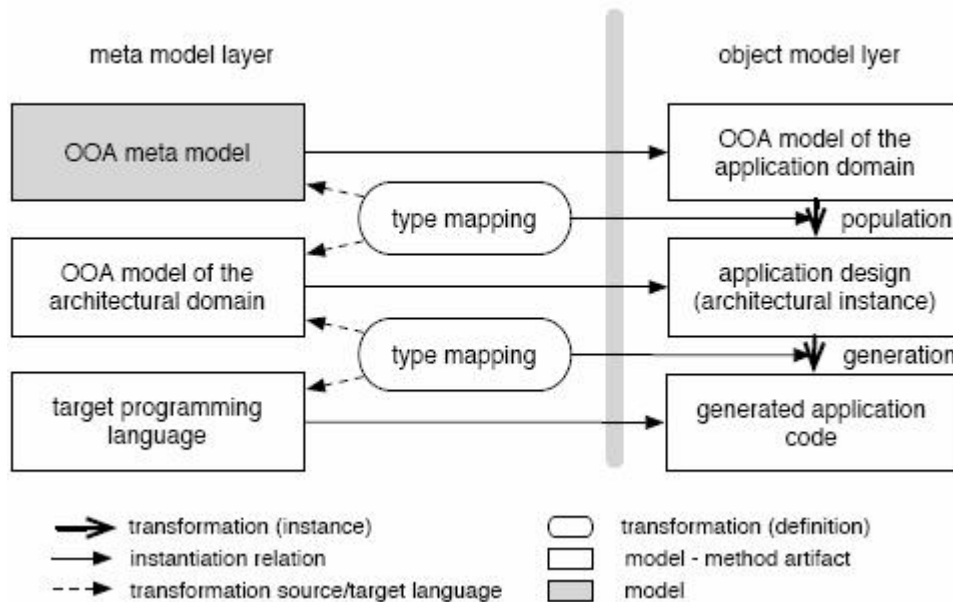 meta model layer
object model lyer
OOA meta model
OOA model of the
application domain
type mapping
population
OOA model of the
architectural domain
application design
(architectural instance)
type mapping
generation
target programming
language
generated application
code
transformation (instance)
transformation (definition)
instantiation relation
model - method artifact
transformation source/target language
model